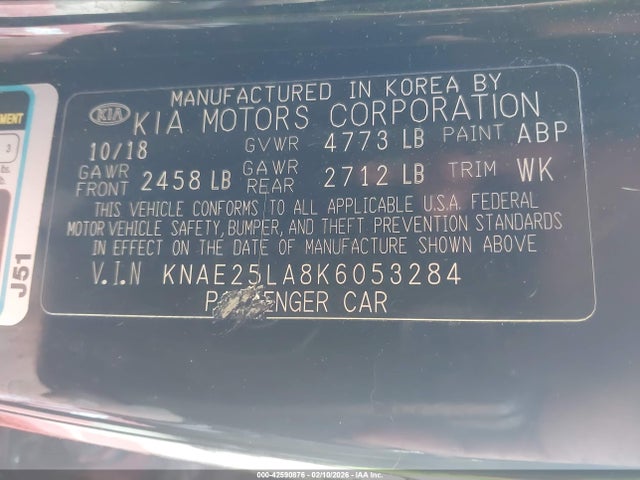 MANUFACTURED IN KOREA BY
KIA KIA MOTORS CORPORATION
10/18 GVWR 4773 LB PAINT ABP
GAWR FRONT 2458 LB GAWR REAR 2712 LB TRIM WK
THIS VEHICLE CONFORMS TO ALL APPLICABLE U.S.A. FEDERAL
MOTOR VEHICLE SAFETY, BUMPER, AND THEFT PREVENTION STANDARDS
IN EFFECT ON THE DATE OF MANUFACTURE SHOWN ABOVE
V.I.N KNAE25LA8K6053284
CAR
3
J51
000-42590876 - 02/10/2026 - IAA Inc.